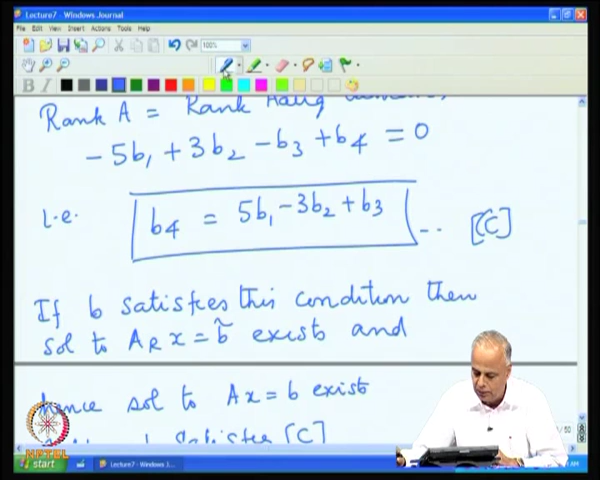 Lecture7 - Windows Journal
File Edit View Insert Actions Tools Help
100%
B I
Rank A = Rank Aaug
-5b1 + 3b2 - b3 + b4 = 0
i.e. b4 = 5b1 - 3b2 + b3 ... [C]
If b satisfies this condition then
sol to ARx = b̃ exists and
hence sol to Ax = b exists
[C]
NPTEL
start Lecture7 - Windows J...